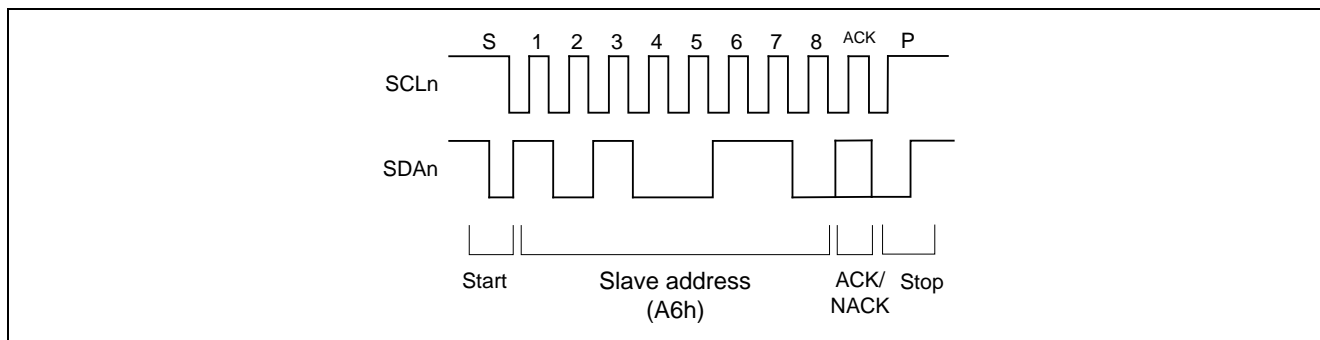 S 1 2 3 4 5 6 7 8 ACK P
SCLn
SDAn
Start Slave address ACK/ Stop
(A6h) NACK